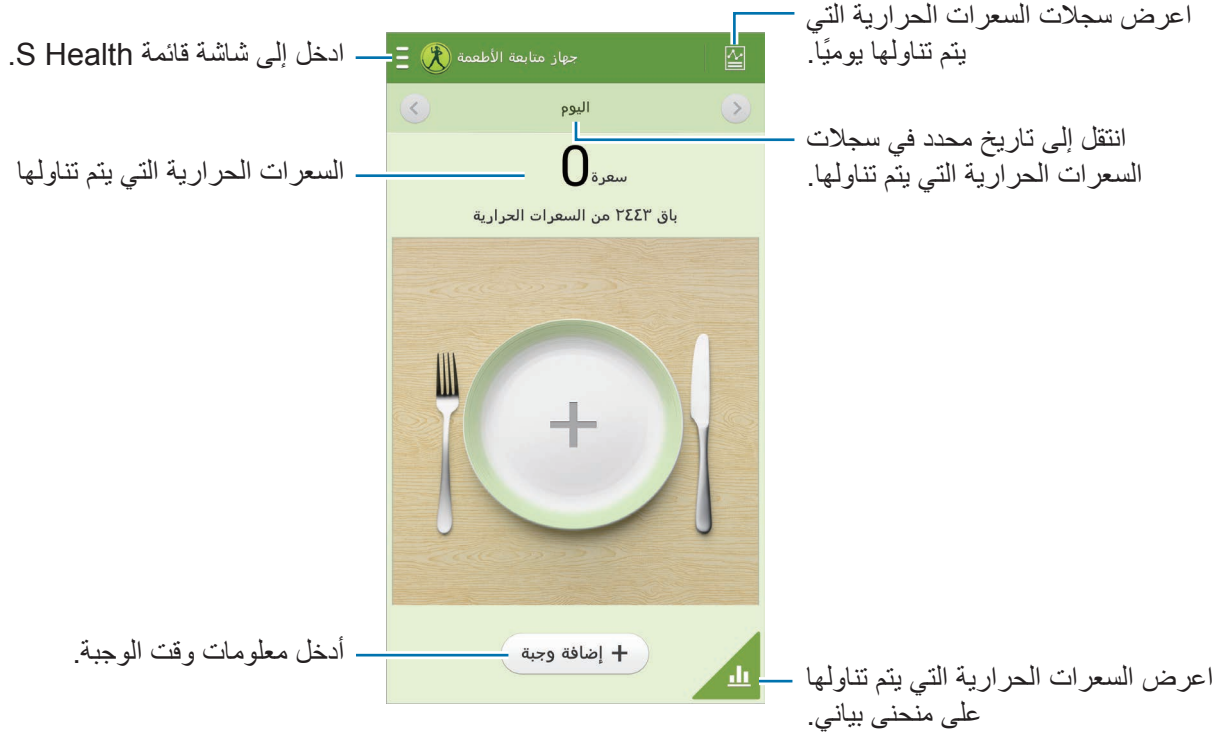 اعرض سجلات السعرات الحرارية التي
يتم تناولها يوميًا.
ادخل إلى شاشة قائمة S Health.
جهاز متابعة الأطعمة
اليوم
انتقل إلى تاريخ محدد في سجلات
السعرات الحرارية التي يتم تناولها.
0 سعرة
السعرات الحرارية التي يتم تناولها
باق ٢٤٤٣ من السعرات الحرارية
+ إضافة وجبة
أدخل معلومات وقت الوجبة.
اعرض السعرات الحرارية التي يتم تناولها
على منحنى بياني.